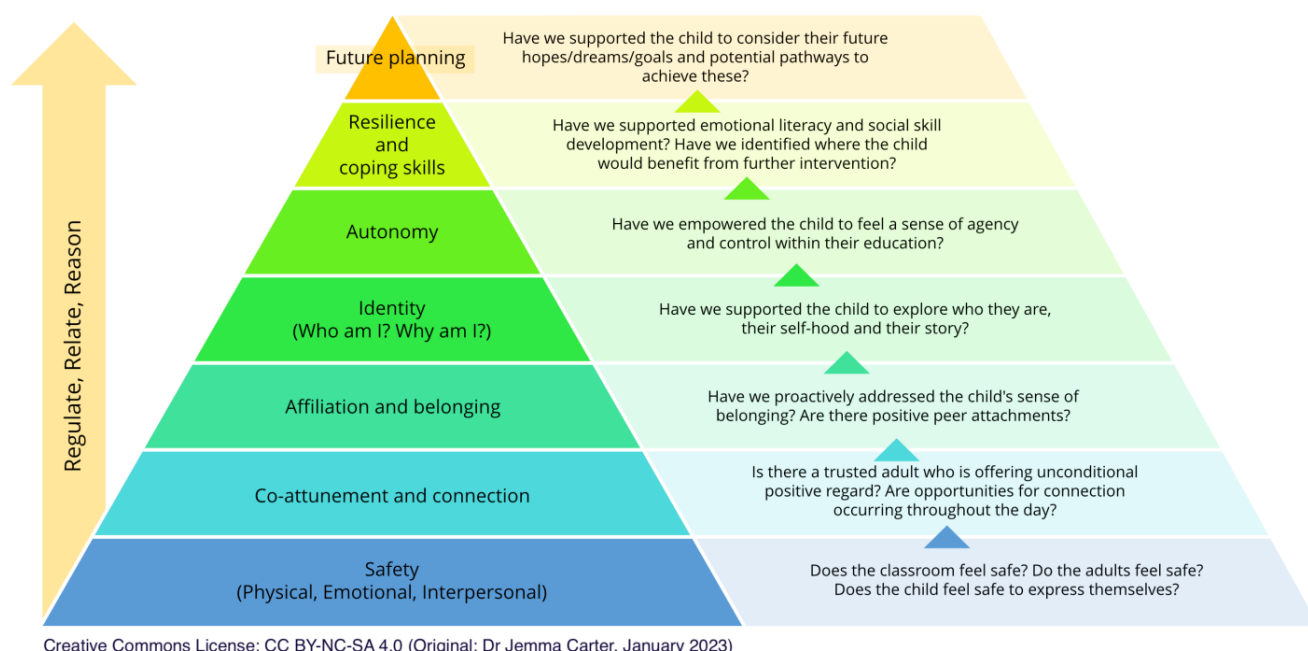 Future planning
Have we supported the child to consider their future
hopes/dreams/goals and potential pathways to
achieve these?
Resilience
and
coping skills
Have we supported emotional literacy and social skill
development? Have we identified where the child
would benefit from further intervention?
Autonomy
Have we empowered the child to feel a sense of agency
and control within their education?
Identity
(Who am I? Why am I?)
Have we supported the child to explore who they are,
their self-hood and their story?
Affiliation and belonging
Have we proactively addressed the child's sense of
belonging? Are there positive peer attachments?
Co-attunement and connection
Is there a trusted adult who is offering unconditional
positive regard? Are opportunities for connection
occurring throughout the day?
Safety
(Physical, Emotional, Interpersonal)
Does the classroom feel safe? Do the adults feel safe?
Does the child feel safe to express themselves?
Regulate, Relate, Reason
Creative Commons License: CC BY-NC-SA 4.0 (Original: Dr Jemma Carter, January 2023)